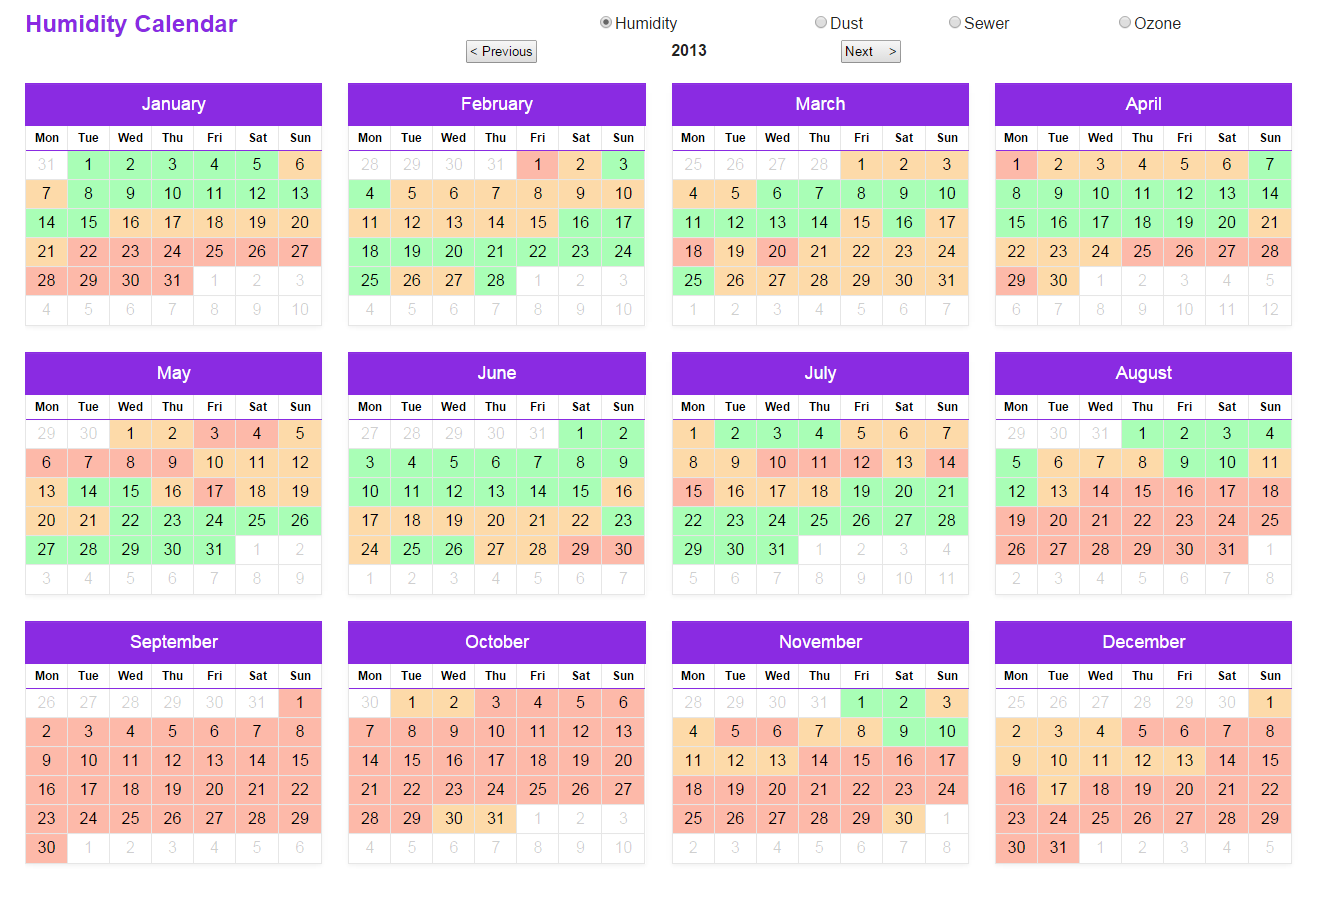 Humidity Calendar Humidity Dust Sewer Ozone
< Previous 2013 Next >
January February March April
Mon Tue Wed Thu Fri Sat Sun Mon Tue Wed Thu Fri Sat Sun Mon Tue Wed Thu Fri Sat Sun Mon Tue Wed Thu Fri Sat Sun
31 1 2 3 4 5 6 28 29 30 31 1 2 3 25 26 27 28 1 2 3 1 2 3 4 5 6 7
7 8 9 10 11 12 13 4 5 6 7 8 9 10 4 5 6 7 8 9 10 8 9 10 11 12 13 14
14 15 16 17 18 19 20 11 12 13 14 15 16 17 11 12 13 14 15 16 17 15 16 17 18 19 20 21
21 22 23 24 25 26 27 18 19 20 21 22 23 24 18 19 20 21 22 23 24 22 23 24 25 26 27 28
28 29 30 31 1 2 3 25 26 27 28 1 2 3 25 26 27 28 29 30 31 29 30 1 2 3 4 5
4 5 6 7 8 9 10 4 5 6 7 8 9 10 1 2 3 4 5 6 7 6 7 8 9 10 11 12
May June July August
Mon Tue Wed Thu Fri Sat Sun Mon Tue Wed Thu Fri Sat Sun Mon Tue Wed Thu Fri Sat Sun Mon Tue Wed Thu Fri Sat Sun
29 30 1 2 3 4 5 27 28 29 30 31 1 2 1 2 3 4 5 6 7 29 30 31 1 2 3 4
6 7 8 9 10 11 12 3 4 5 6 7 8 9 8 9 10 11 12 13 14 5 6 7 8 9 10 11
13 14 15 16 17 18 19 10 11 12 13 14 15 16 15 16 17 18 19 20 21 12 13 14 15 16 17 18
20 21 22 23 24 25 26 17 18 19 20 21 22 23 22 23 24 25 26 27 28 19 20 21 22 23 24 25
27 28 29 30 31 1 2 24 25 26 27 28 29 30 29 30 31 1 2 3 4 26 27 28 29 30 31 1
3 4 5 6 7 8 9 1 2 3 4 5 6 7 5 6 7 8 9 10 11 2 3 4 5 6 7 8
September October November December
Mon Tue Wed Thu Fri Sat Sun Mon Tue Wed Thu Fri Sat Sun Mon Tue Wed Thu Fri Sat Sun Mon Tue Wed Thu Fri Sat Sun
26 27 28 29 30 31 1 30 1 2 3 4 5 6 28 29 30 31 1 2 3 25 26 27 28 29 30 1
2 3 4 5 6 7 8 7 8 9 10 11 12 13 4 5 6 7 8 9 10 2 3 4 5 6 7 8
9 10 11 12 13 14 15 14 15 16 17 18 19 20 11 12 13 14 15 16 17 9 10 11 12 13 14 15
16 17 18 19 20 21 22 21 22 23 24 25 26 27 18 19 20 21 22 23 24 16 17 18 19 20 21 22
23 24 25 26 27 28 29 28 29 30 31 1 2 3 25 26 27 28 29 30 1 23 24 25 26 27 28 29
30 1 2 3 4 5 6 4 5 6 7 8 9 10 2 3 4 5 6 7 8 30 31 1 2 3 4 5